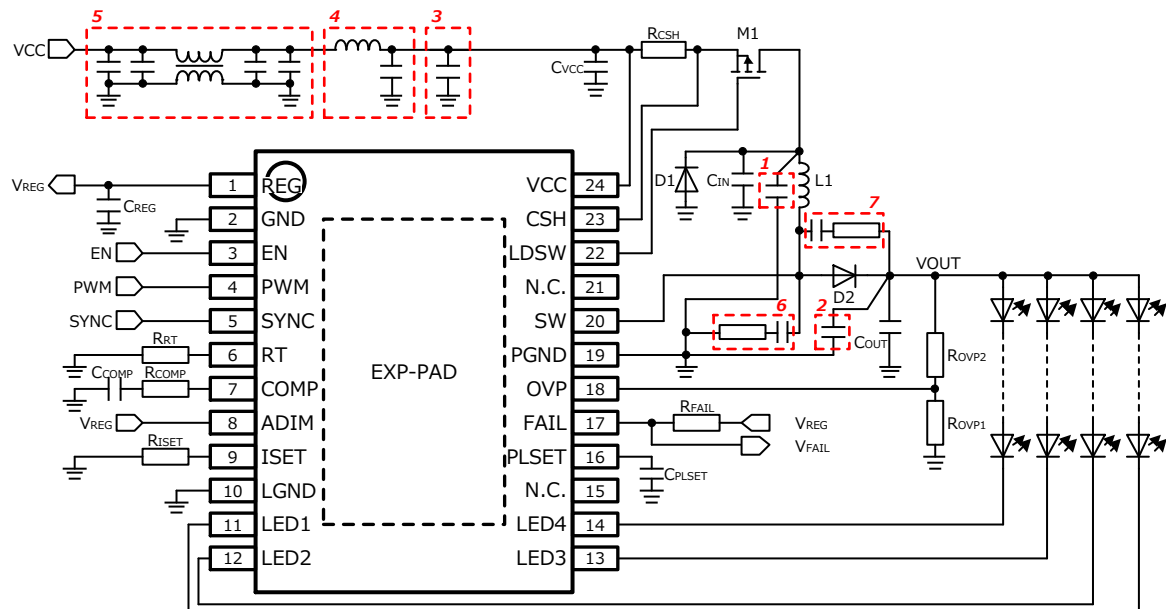 5
4
3
VCC
RCSH
M1
CVCC
1
D1
CIN
L1
7
VREG
CREG
1
REG
VCC
24
2
GND
CSH
23
EN
3
EN
LDSW
22
PWM
4
PWM
N.C.
21
VOUT
D2
SYNC
5
SYNC
SW
20
6
2
COUT
RRT
6
RT
PGND
19
ROVP2
EXP-PAD
CCOMP
RCOMP
7
COMP
OVP
18
VREG
8
ADIM
FAIL
17
RFAIL
VREG
ROVP1
VFAIL
RISET
9
ISET
PLSET
16
CPLSET
10
LGND
N.C.
15
11
LED1
LED4
14
12
LED2
LED3
13